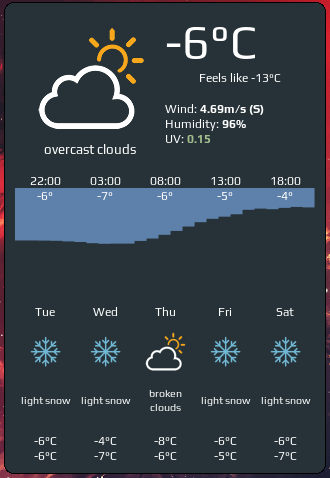 -6°C
Feels like -13°C
Wind: 4.69m/s (5)
Humidity: 96%
UV: 0.15
overcast clouds
22:00 03:00 08:00 13:00 18:00
-6° -7° -6° -5° -4°
Tue Wed Thu Fri Sat
light snow light snow broken clouds light snow light snow
-6°C -4°C -8°C -6°C -6°C
-6°C -7°C -6°C -5°C -7°C